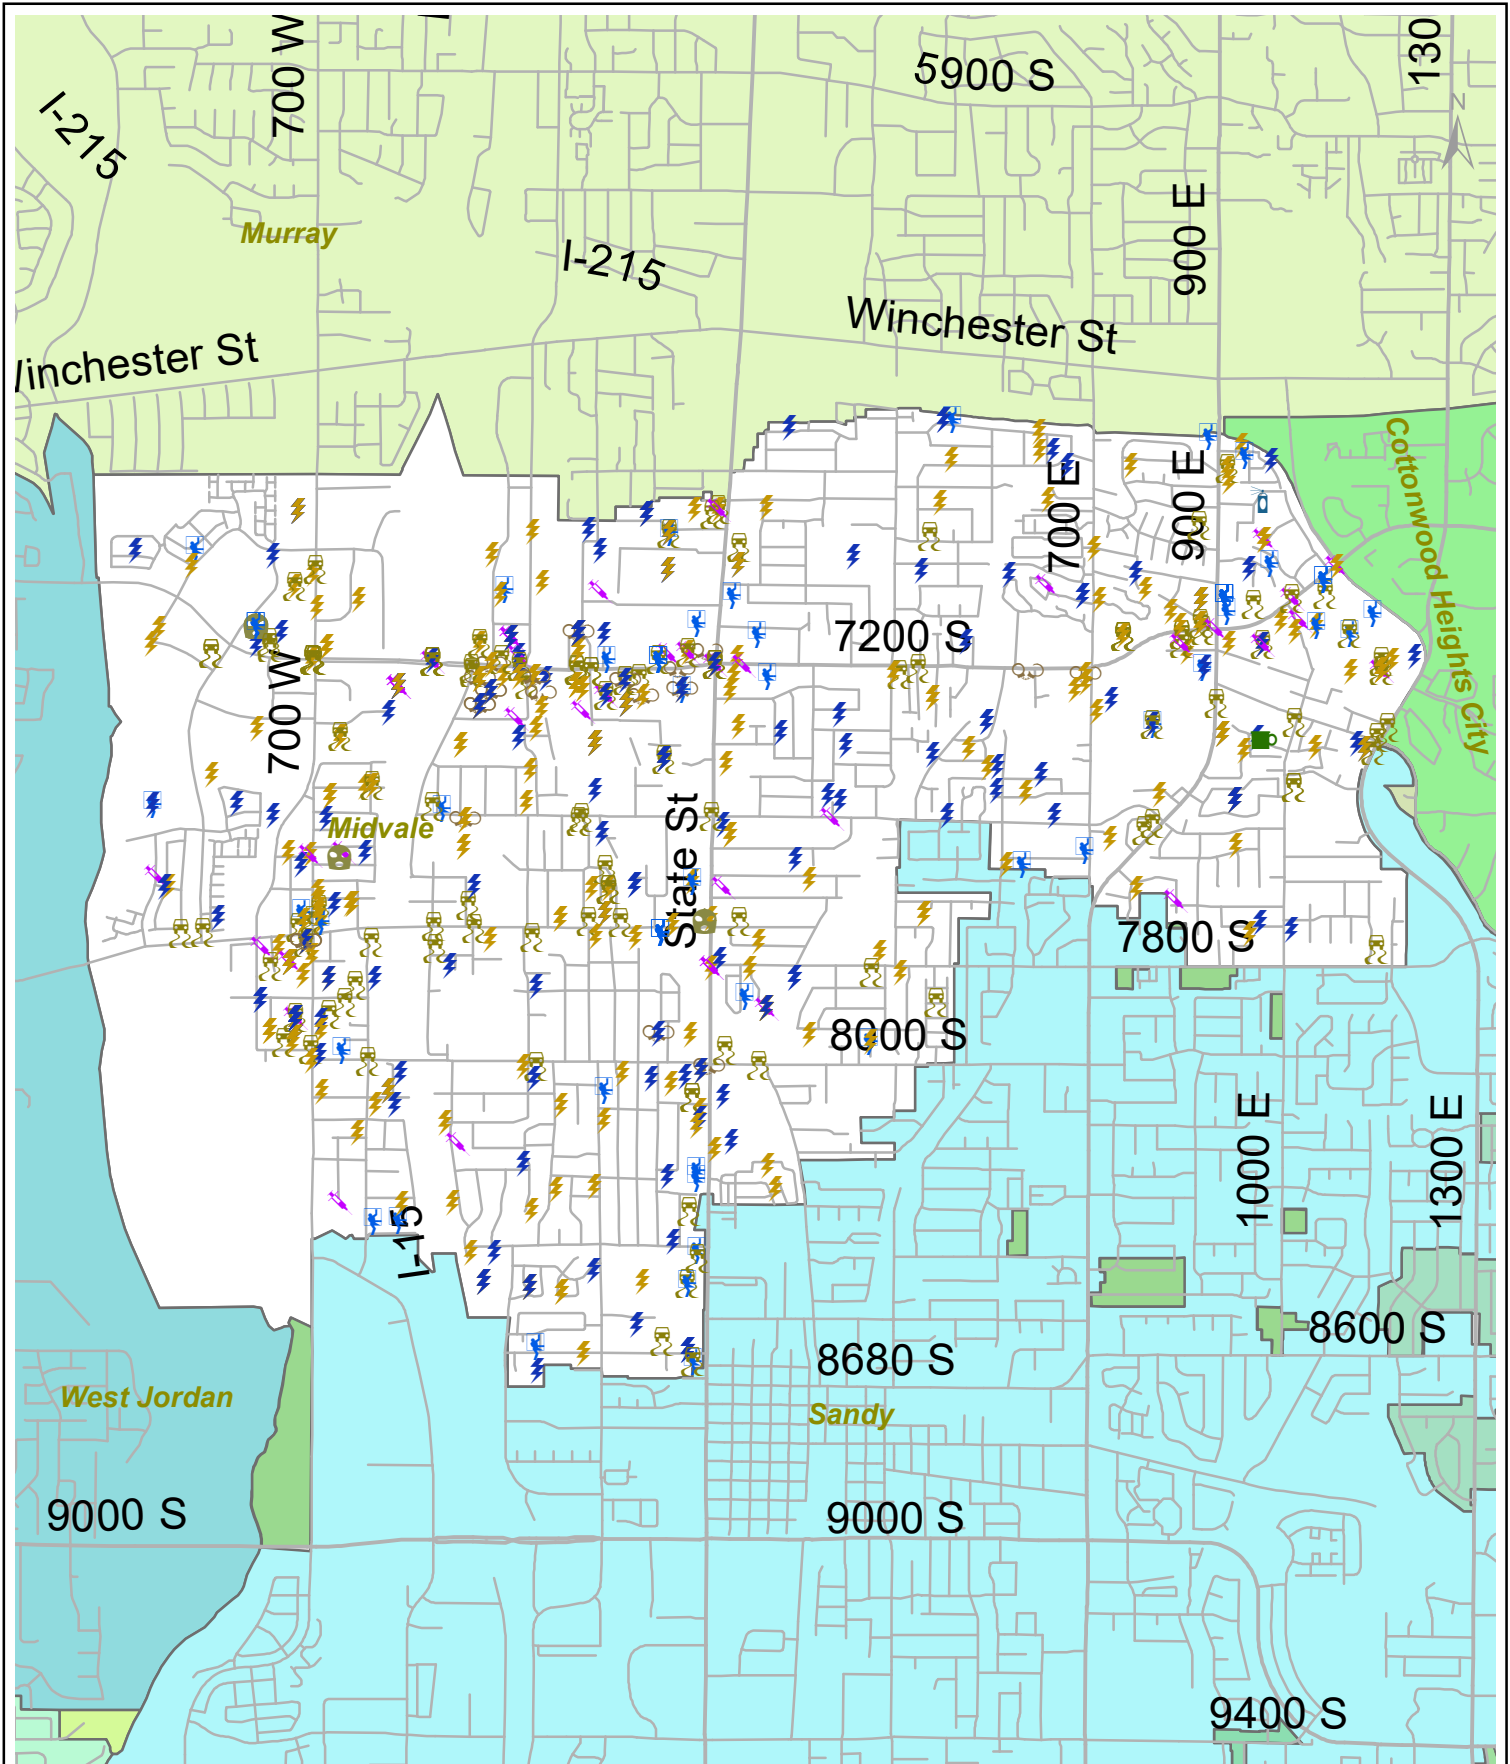 700 W
5900 S
130
N
I-215
900 E
Murray
I-215
Winchester St
/inchester St
Cottonwood Heights City
700 E
900 E
7200 S
700 W
Midvale
State St
7800 S
8000 S
1000 E
1300 E
I-15
8600 S
8680 S
West Jordan
Sandy
9000 S
9000 S
9400 S